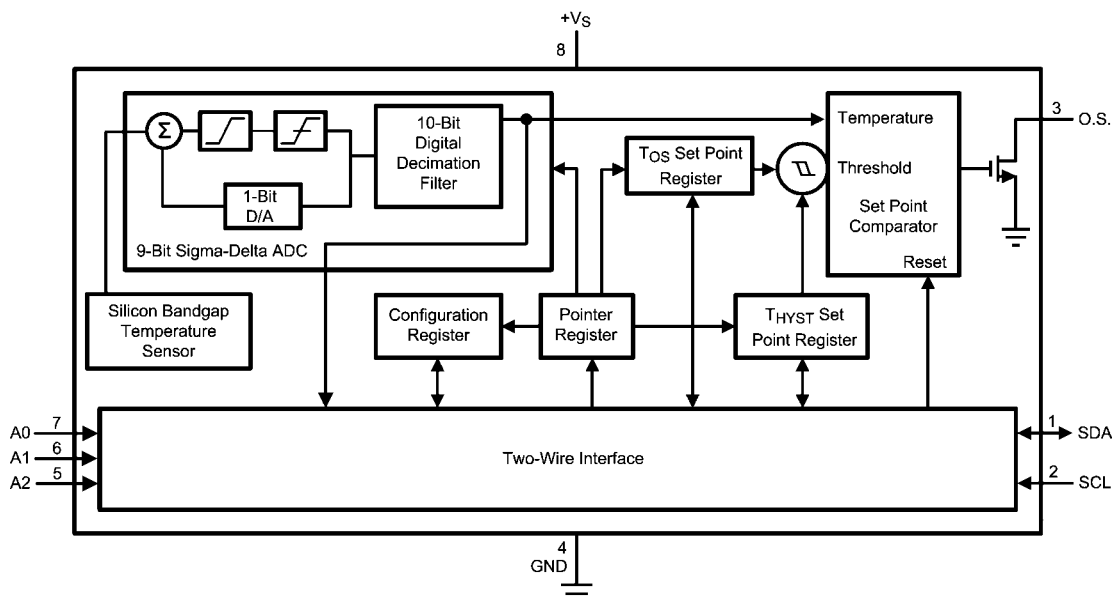 +VS
8
10-Bit
Digital
Decimation
Filter
Σ
1-Bit
D/A
9-Bit Sigma-Delta ADC
TOS Set Point
Register
Temperature
Threshold
Set Point
Comparator
Reset
3
O.S.
Silicon Bandgap
Temperature
Sensor
Configuration
Register
Pointer
Register
THYST Set
Point Register
A0
7
A1
6
A2
5
Two-Wire Interface
1
SDA
2
SCL
4
GND